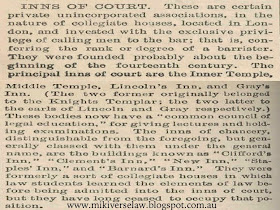 INNS OF COURT. These are certain
private unincorporated associations, in the
nature of collegiate houses, located in Lon-
don, and invested with the exclusive privi-
lege of calling men to the bar; that is, con-
ferring the rank or degree of a barrister.
They were founded probably about the be-
ginning of the fourteenth century. The
principal inns of court are the Inner Temple,
Middle Temple, Lincoln's Inn, and Gray's
Inn. (The two former originally belonged
to the Knights Templar; the two latter to
the earls of Lincoln and Gray respectively.)
These bodies now have a "common council of
legal education," for giving lectures and hold-
ing examinations. The inns of chancery,
distinguishable from the foregoing, but gen-
erally classed with them under the general
name, are the buildings known as "Clifford's
Inn," "Clement's Inn," "New Inn," "Sta-
ples' Inn," and "Barnard's Inn." They were
formerly a sort of collegiate houses in which
law students learned the elements of law be-
fore being admitted into the inns of court,
but they have long ceased to occupy that po-
sition.
www.mikiverselaw.blogspot.com.au